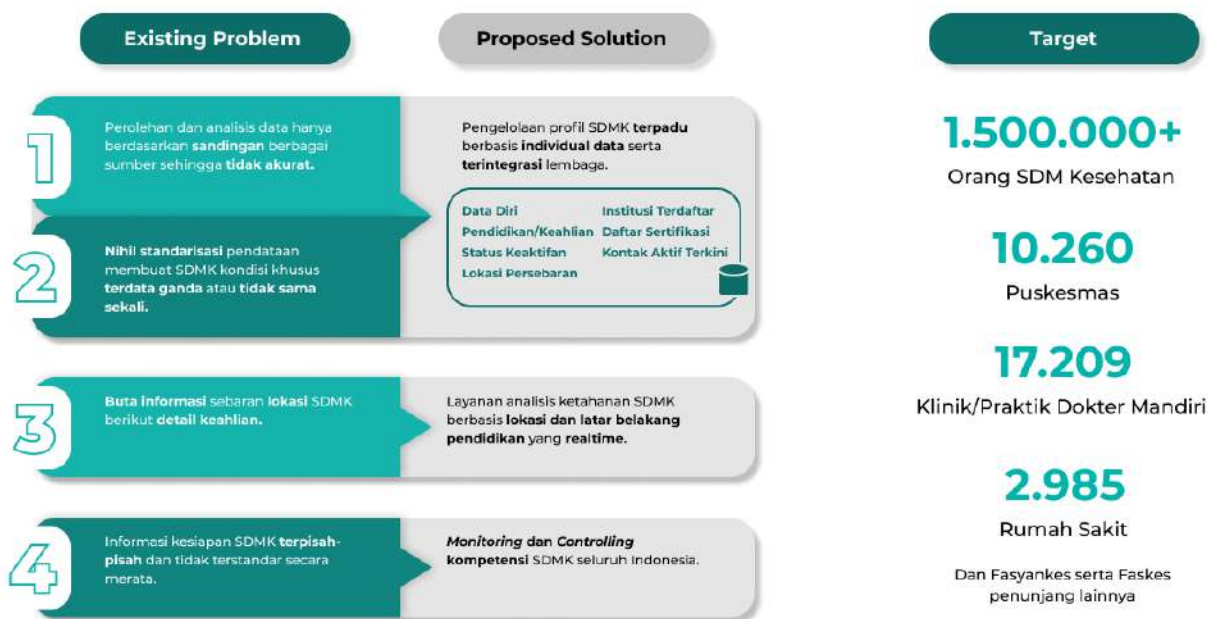 Existing Problem
Proposed Solution
Target
1
Perolehan dan analisis data hanya
berdasarkan sandingan berbagai
sumber sehingga tidak akurat.
2
Nihil standarisasi pendataan
membuat SDMK kondisi khusus
terdata ganda atau tidak sama
sekali.
Pengelolaan profil SDMK terpadu
berbasis individual data serta
terintegrasi lembaga.
Data Diri
Institusi Terdaftar
Pendidikan/Keahlian
Daftar Sertifikasi
Status Keaktifan
Kontak Aktif Terkini
Lokasi Persebaran
3
Buta informasi sebaran lokasi SDMK
berikut detail keahlian.
Layanan analisis ketahanan SDMK
berbasis lokasi dan latar belakang
pendidikan yang realtime.
4
Informasi kesiapan SDMK terpisah-
pisah dan tidak terstandar secara
merata.
Monitoring dan Controlling
kompetensi SDMK seluruh Indonesia.
1.500.000+
Orang SDM Kesehatan
10.260
Puskesmas
17.209
Klinik/Praktik Dokter Mandiri
2.985
Rumah Sakit
Dan Fasyankes serta Faskes
penunjang lainnya